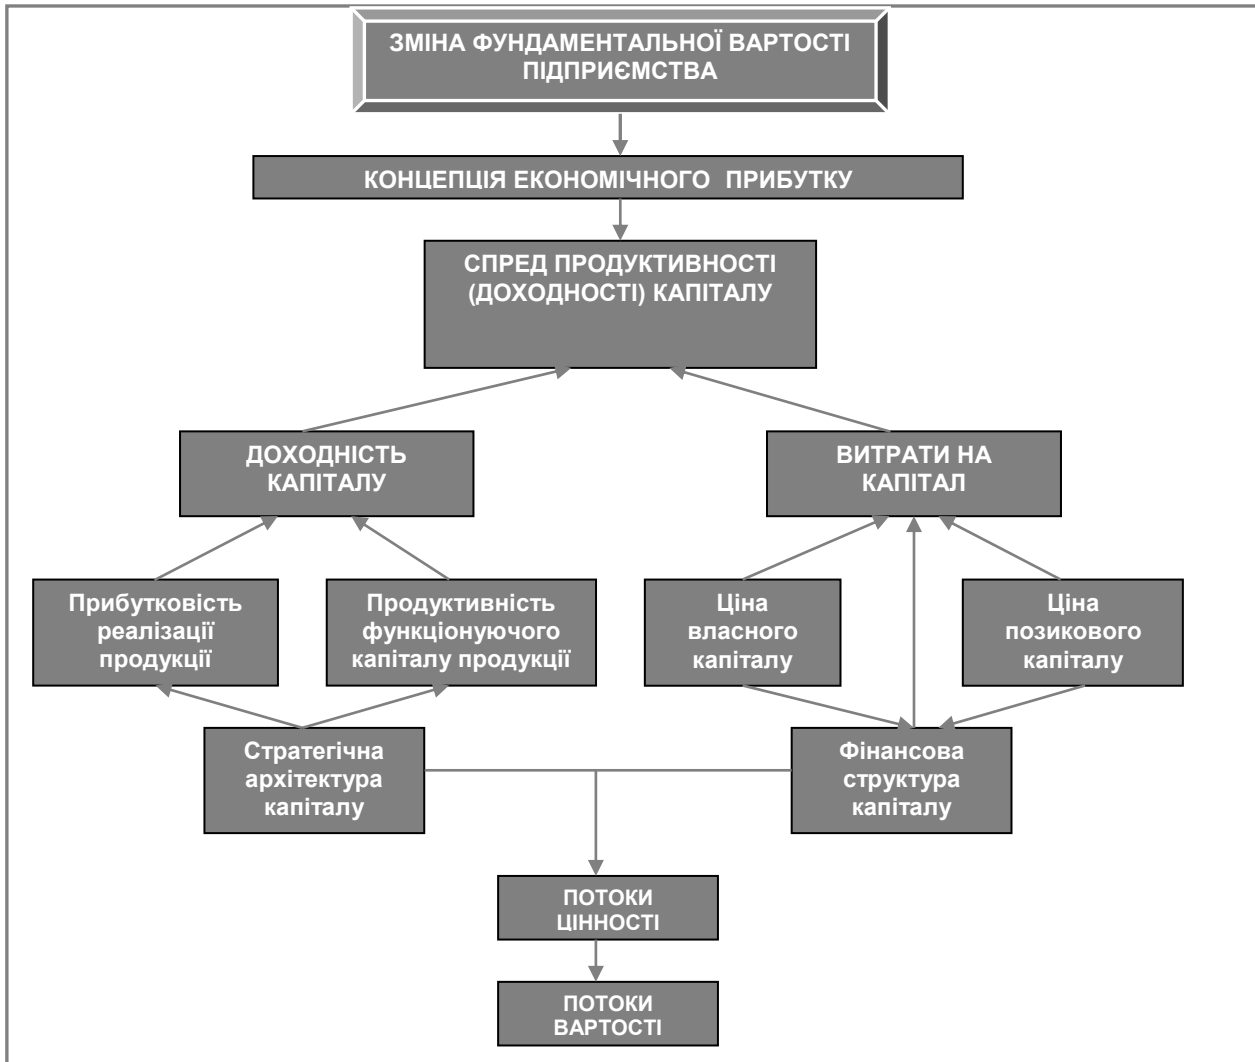 ЗМІНА ФУНДАМЕНТАЛЬНОЇ ВАРТОСТІ
ПІДПРИЄМСТВА
КОНЦЕПЦІЯ ЕКОНОМІЧНОГО ПРИБУТКУ
СПРЕД ПРОДУКТИВНОСТІ
(ДОХОДНОСТІ) КАПІТАЛУ
ДОХОДНІСТЬ
КАПІТАЛУ
ВИТРАТИ НА
КАПІТАЛ
Прибутковість
реалізації
продукції
Продуктивність
функціонуючого
капіталу продукції
Ціна
власного
капіталу
Ціна
позикового
капіталу
Стратегічна
архітектура
капіталу
Фінансова
структура
капіталу
ПОТОКИ
ЦІННОСТІ
ПОТОКИ
ВАРТОСТІ